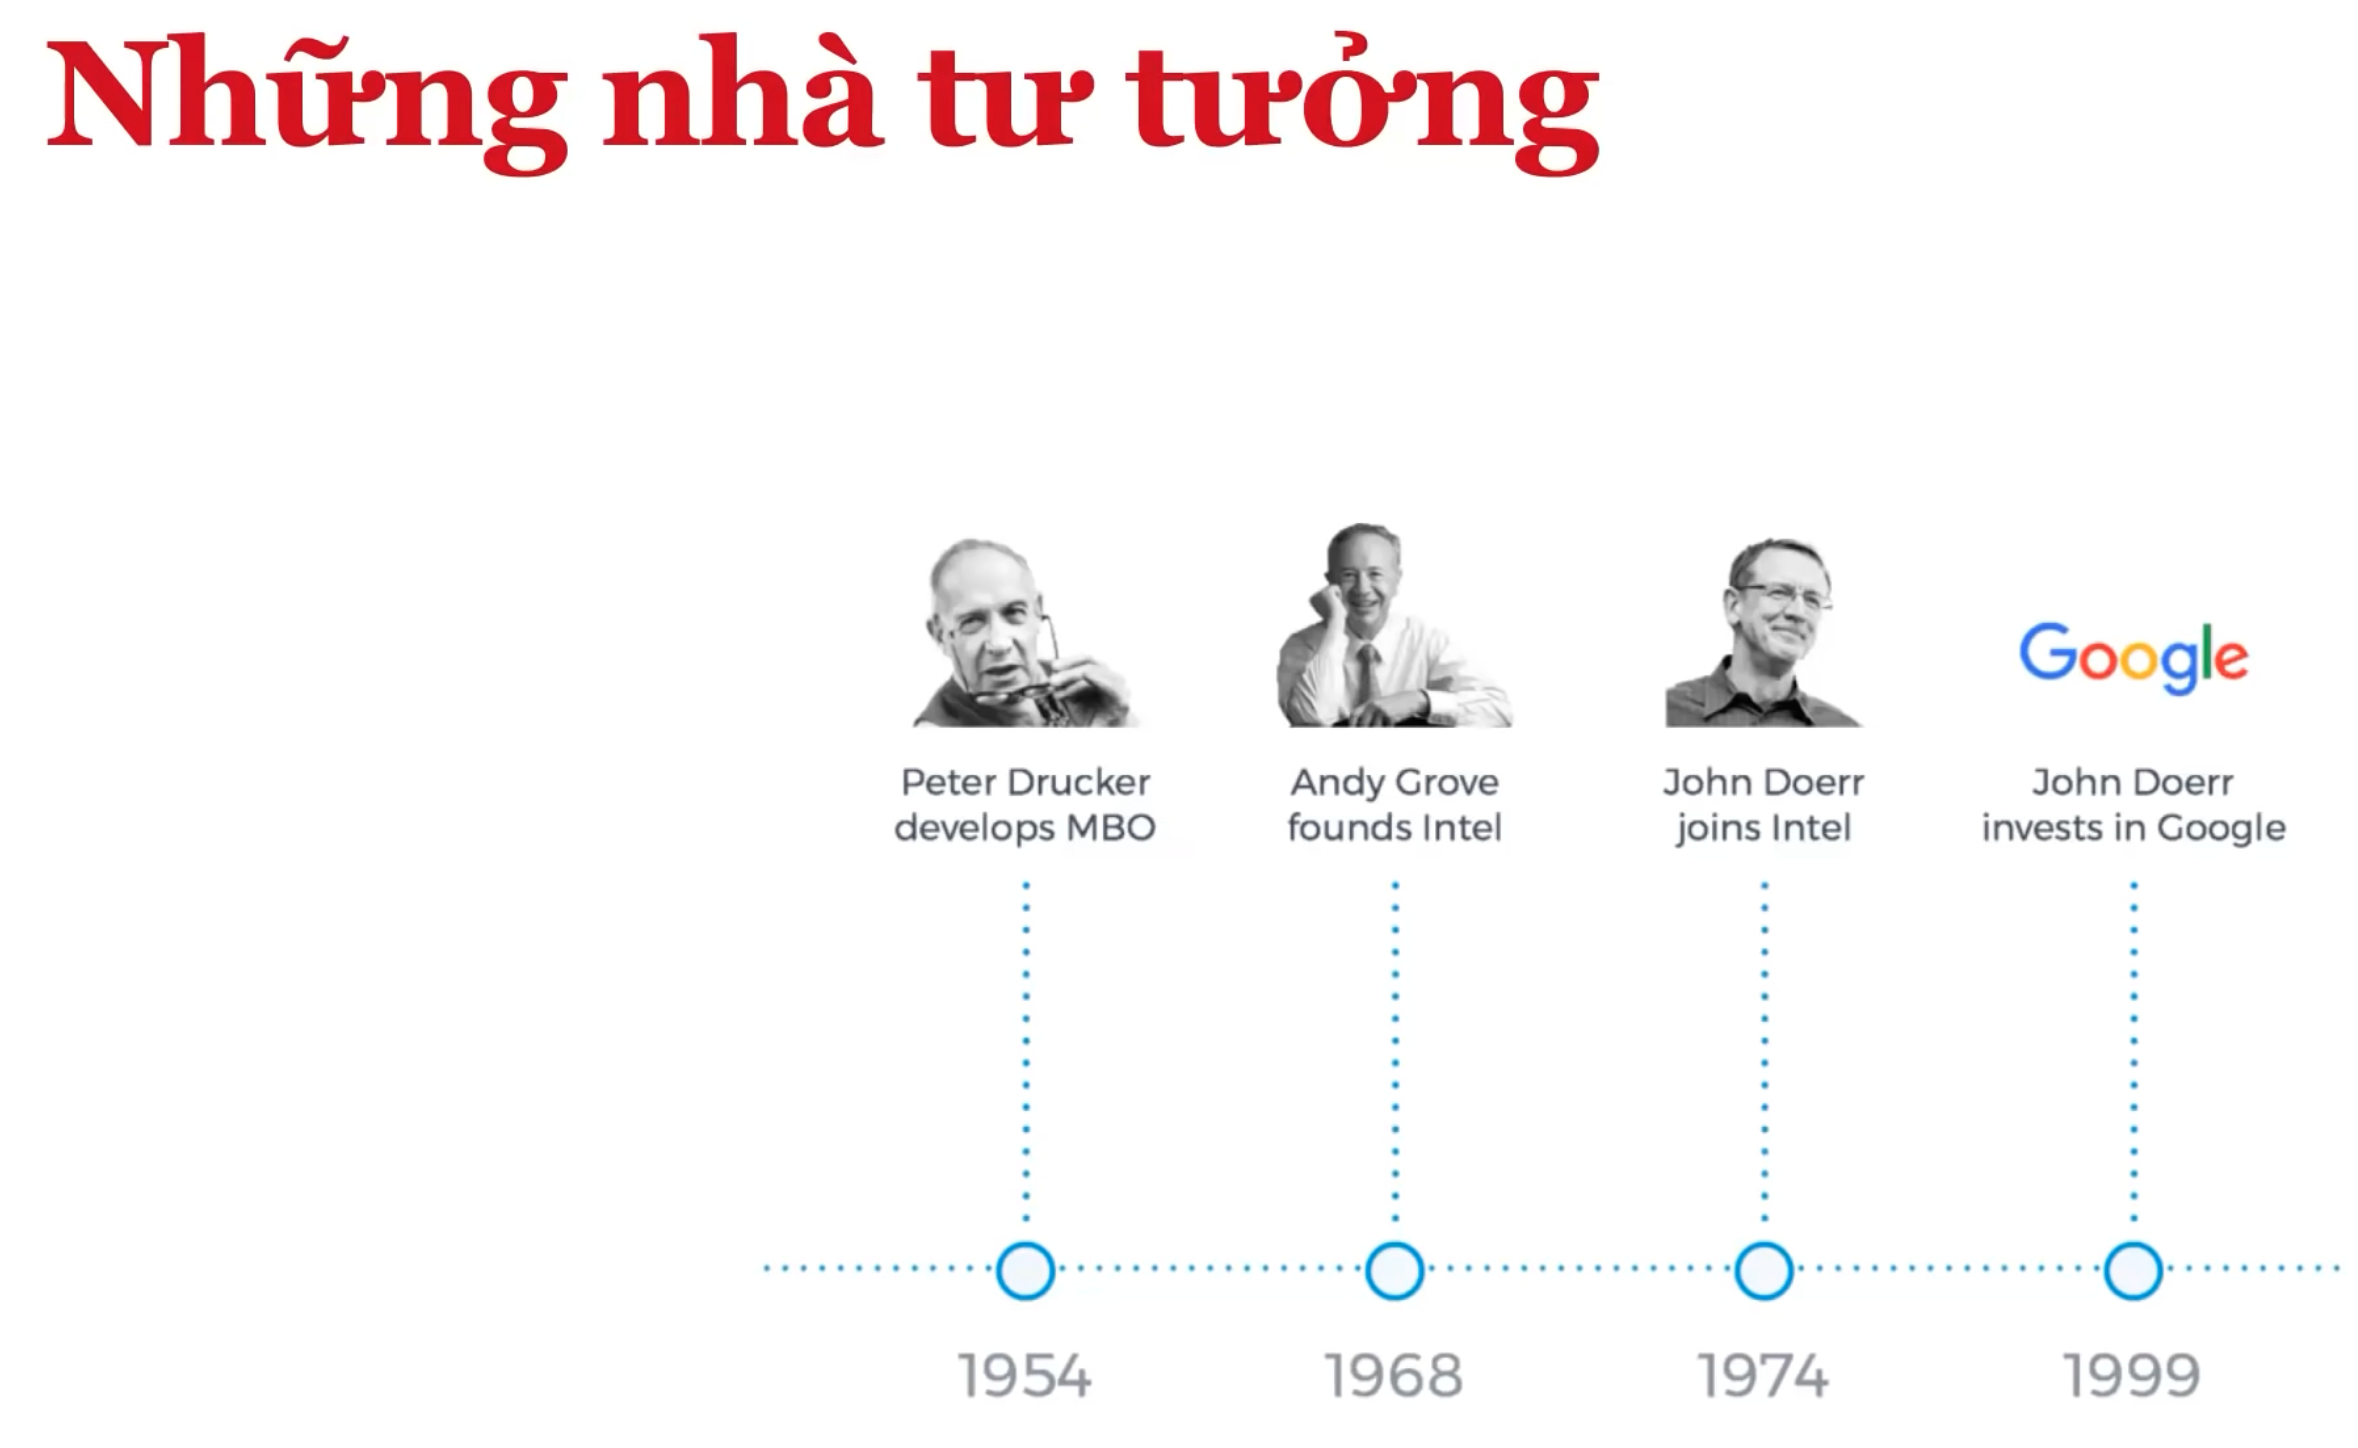 Những nhà tư tưởng
Google
Peter Drucker
develops MBO
Andy Grove
founds Intel
John Doerr
joins Intel
John Doerr
invests in Google
1954
1968
1974
1999